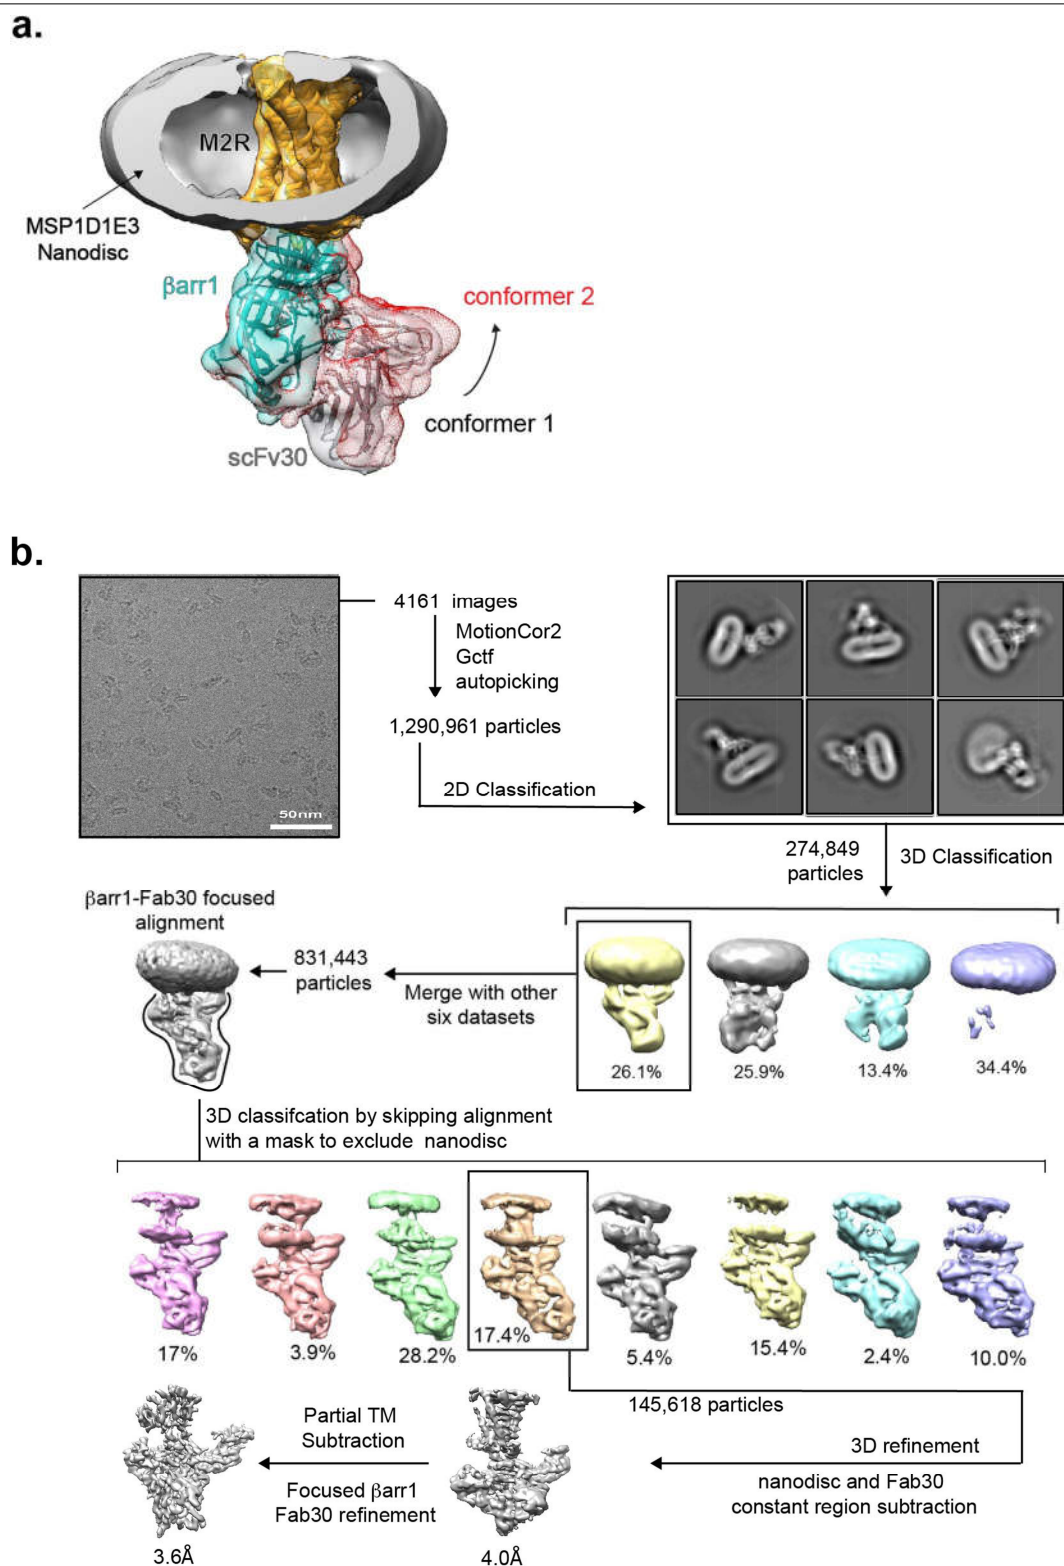 a.
M2R
MSP1D1E3
Nanodisc
βarr1
conformer 2
conformer 1
scFv30
b.
4161 images
MotionCor2
Gctf
autopicking
1,290,961 particles
2D Classification
50nm
274,849
particles
3D Classification
βarr1-Fab30 focused
alignment
831,443
particles
Merge with other
six datasets
26.1%
25.9%
13.4%
34.4%
3D classifcation by skipping alignment
with a mask to exclude nanodisc
17%
3.9%
28.2%
17.4%
5.4%
15.4%
2.4%
10.0%
145,618 particles
3D refinement
nanodisc and Fab30
constant region subtraction
Partial TM
Subtraction
Focused βarr1
Fab30 refinement
3.6Å
4.0Å